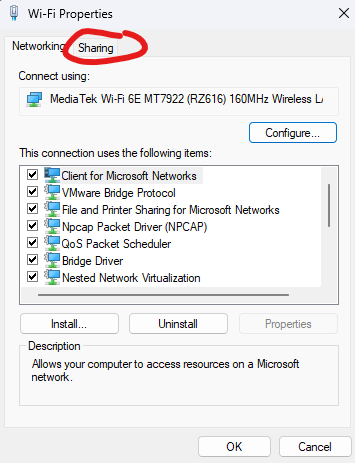 Wi-Fi Properties
Networking Sharing
Connect using:
MediaTek Wi-Fi 6E MT7922 (RZ616) 160MHz Wireless LA
Configure...
This connection uses the following items:
Client for Microsoft Networks
VMware Bridge Protocol
File and Printer Sharing for Microsoft Networks
Npcap Packet Driver (NPCAP)
QoS Packet Scheduler
Bridge Driver
Nested Network Virtualization
Install... Uninstall Properties
Description
Allows your computer to access resources on a Microsoft
network.
OK Cancel